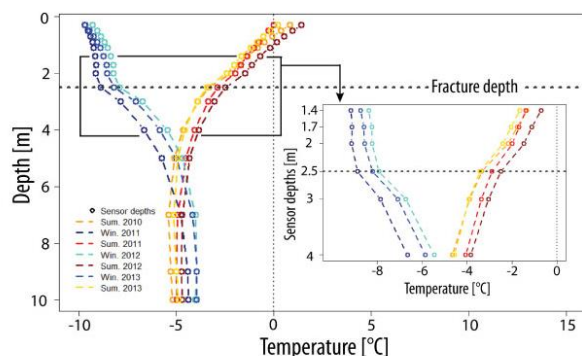 0
2
4
6
8
10
Depth [m]
-10
-5
0
5
10
15
Temperature [°C]
Fracture depth
Sensor depths
Sum. 2010
Win. 2011
Sum. 2011
Win. 2012
Sum. 2012
Win. 2013
Sum. 2013
1.4
1.7
2
2.5
3
4
Sensor depths [m]
-8
-6
-4
-2
0
Temperature [°C]